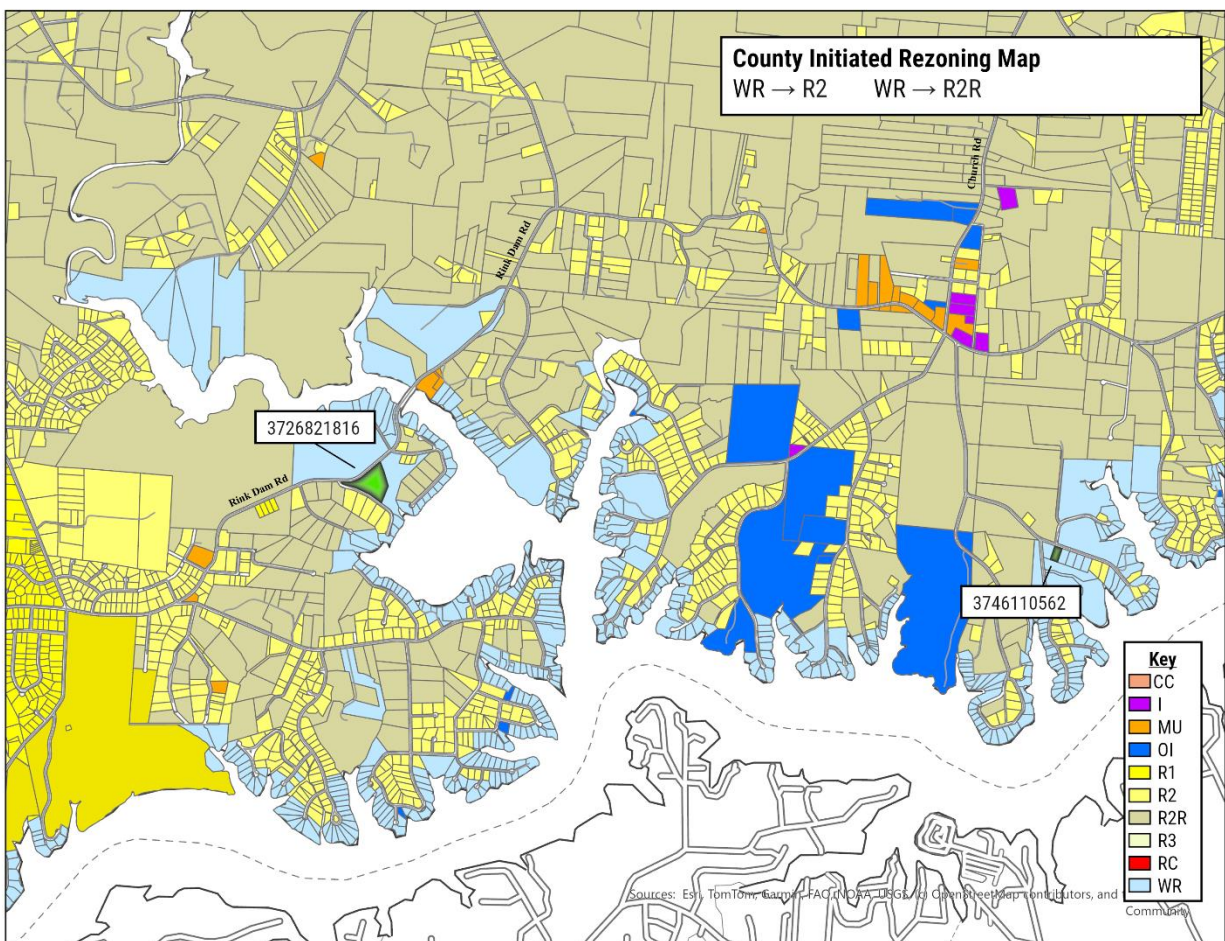 County Initiated Rezoning Map
WR → R2 WR → R2R
Church Rd
Rink Dam Rd
3726821816
Rink Dam Rd
3746110562
Key
CC
I
MU
OI
R1
R2
R2R
R3
RC
WR
Sources: Esri, TomTom, Garmin, FAO, NOAA, USGS, (c) OpenStreetMap contributors, and
Community